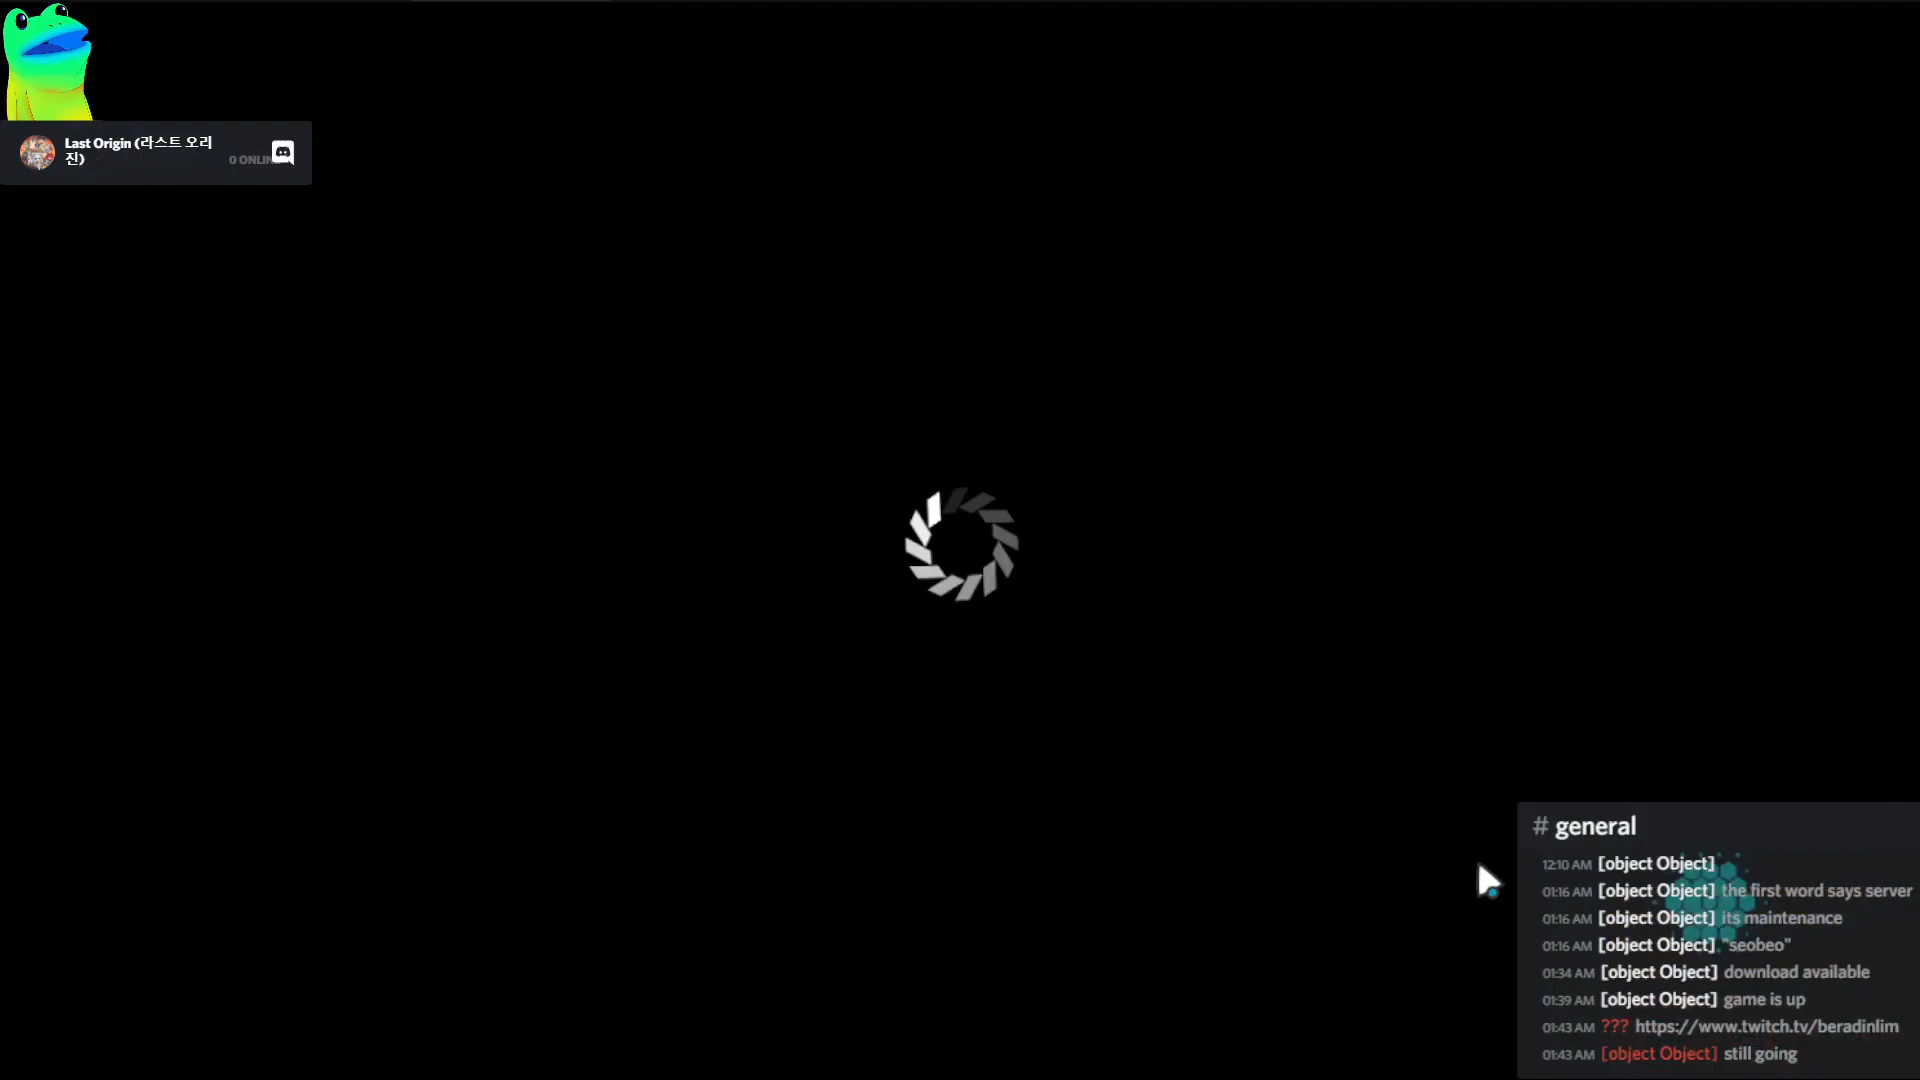 Last Origin (라스트 오리
진)
0 ONLIN
# general
12:10 AM [object Object]
01:16 AM [object Object] the first word says server
01:16 AM [object Object] its maintenance
01:16 AM [object Object] "seobeo"
01:34 AM [object Object] download available
01:39 AM [object Object] game is up
01:43 AM ??? https://www.twitch.tv/beradinlim
01:43 AM [object Object] still going